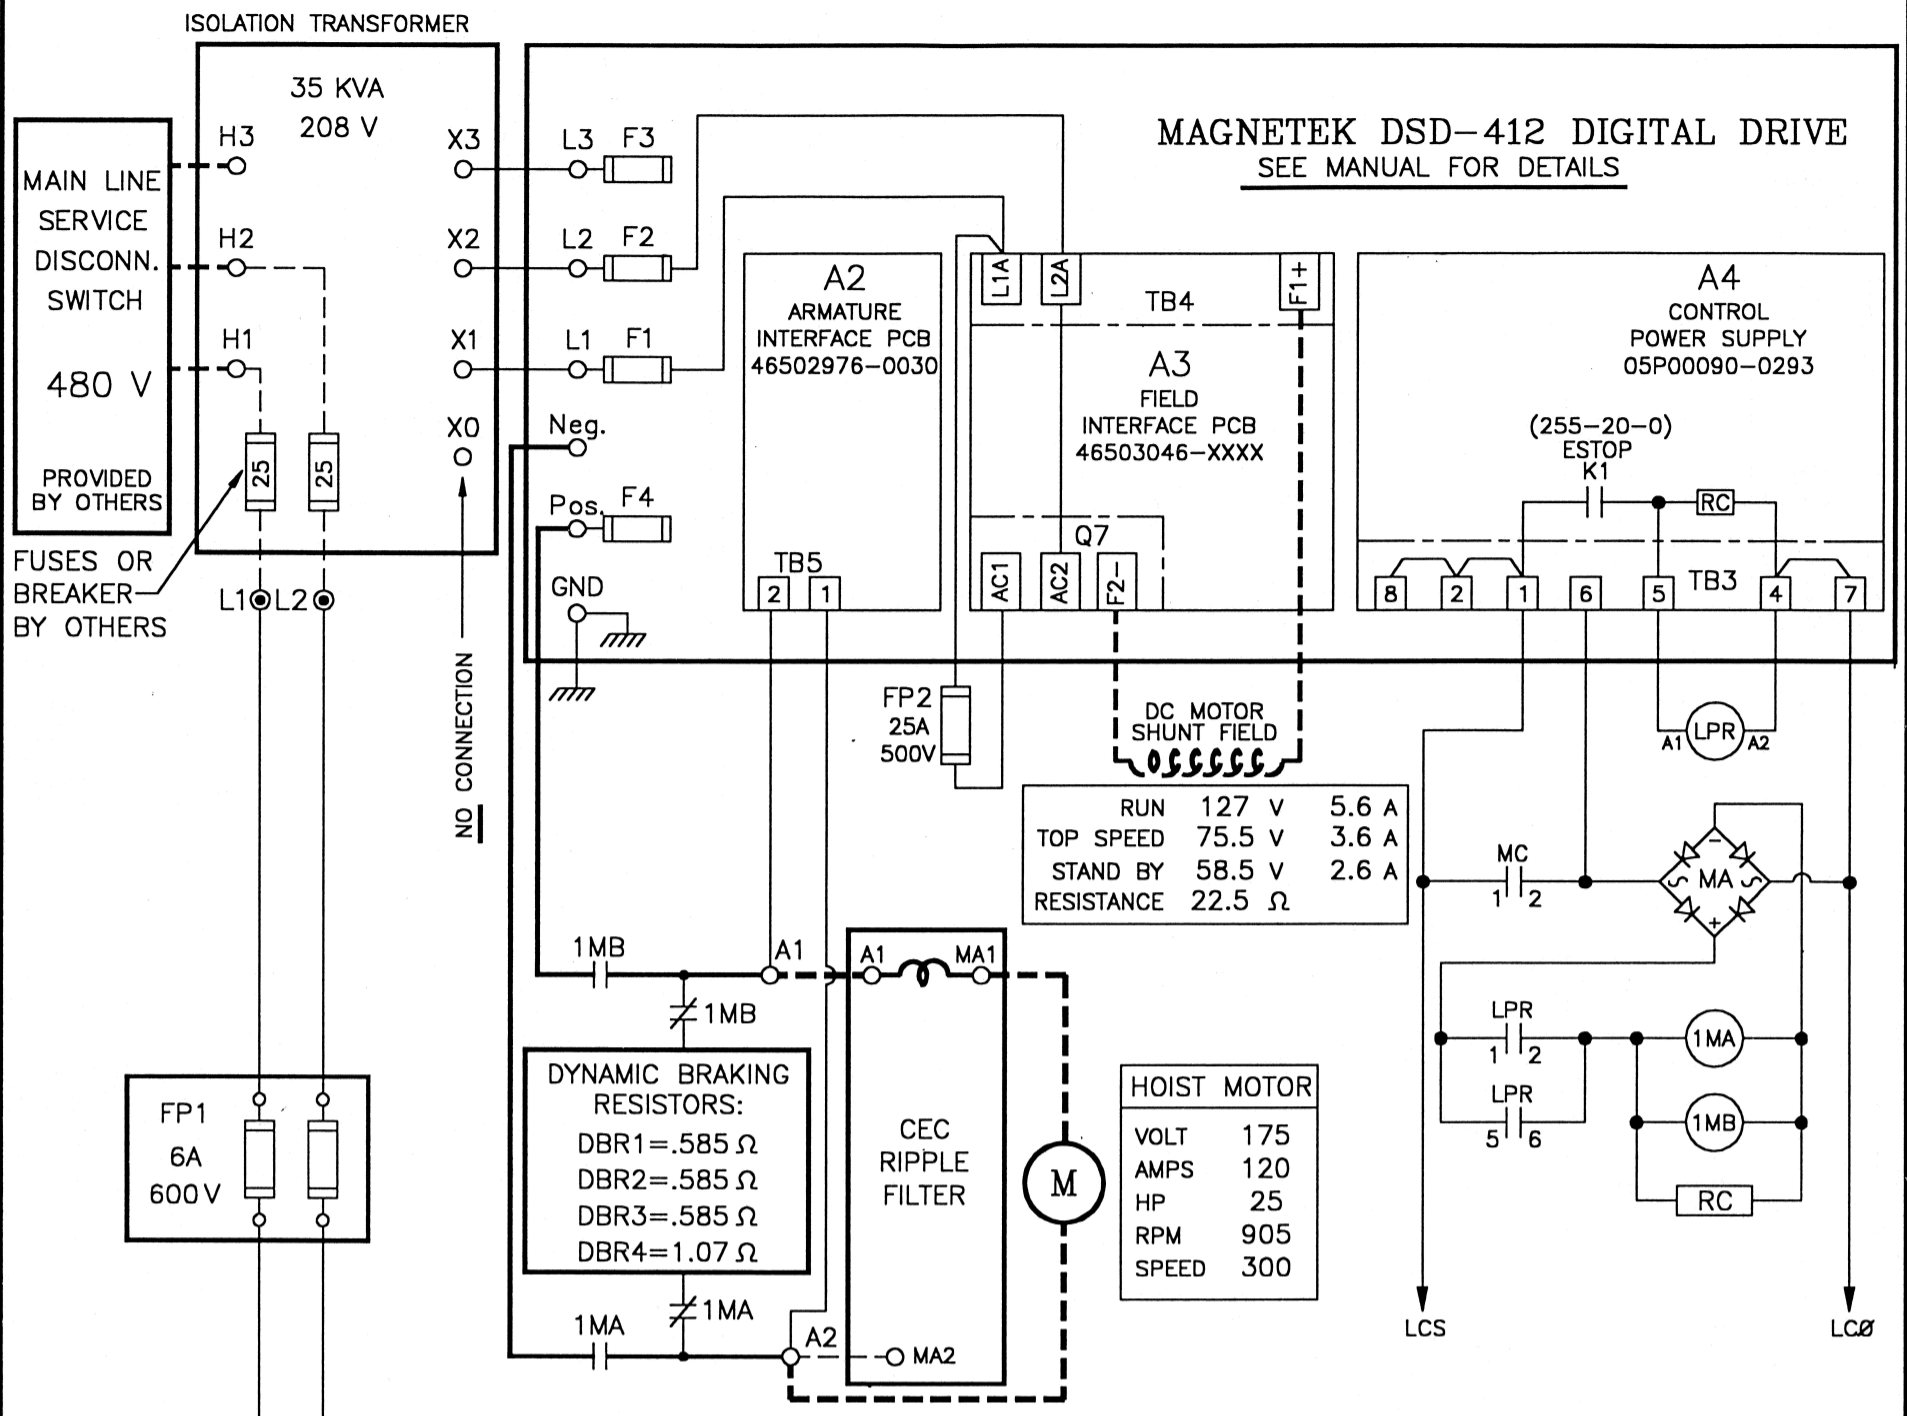 ISOLATION TRANSFORMER
35 KVA
208 V
H3
H2
H1
X3
X2
X1
X0
MAIN LINE
SERVICE
DISCONN.
SWITCH
480 V
PROVIDED
BY OTHERS
25
25
FUSES OR
BREAKER
BY OTHERS
L1
L2
NO CONNECTION
FP1
6A
600V
MAGNETEK DSD-412 DIGITAL DRIVE
SEE MANUAL FOR DETAILS
L3
F3
L2
F2
L1
F1
Neg.
Pos.
F4
GND
A2
ARMATURE
INTERFACE PCB
46502976-0030
TB5
2
1
L1A
L2A
TB4
F1+
A3
FIELD
INTERFACE PCB
46503046-XXXX
Q7
AC1
AC2
F2-
A4
CONTROL
POWER SUPPLY
05P00090-0293
(255-20-0)
ESTOP
K1
RC
TB3
8
2
1
6
5
4
7
FP2
25A
500V
DC MOTOR
SHUNT FIELD
RUN 127 V 5.6 A
TOP SPEED 75.5 V 3.6 A
STAND BY 58.5 V 2.6 A
RESISTANCE 22.5 Ω
A1
LPR
A2
MC
1
2
-
MA
+
LPR
1
2
LPR
5
6
1MA
1MB
RC
LCS
LCØ
1MB
A1
1MB
A1
MA1
DYNAMIC BRAKING
RESISTORS:
DBR1=.585 Ω
DBR2=.585 Ω
DBR3=.585 Ω
DBR4=1.07 Ω
1MA
1MA
A2
MA2
CEC
RIPPLE
FILTER
M
HOIST MOTOR
VOLT 175
AMPS 120
HP 25
RPM 905
SPEED 300